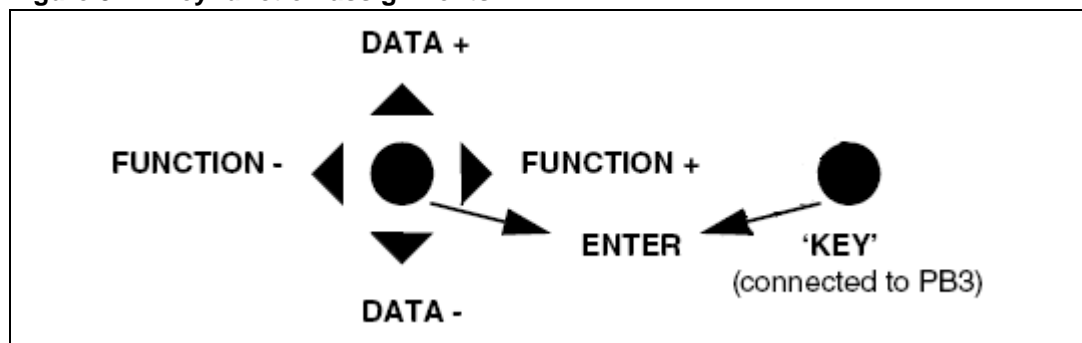 DATA +
FUNCTION -
FUNCTION +
ENTER
‘KEY’
(connected to PB3)
DATA -